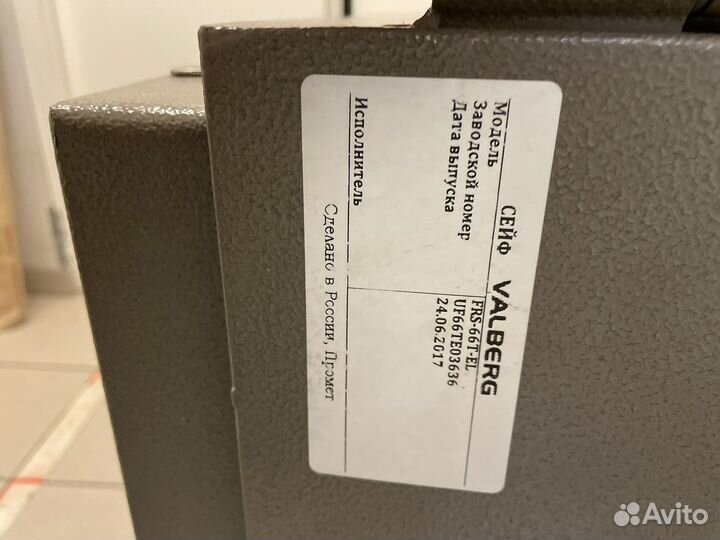 СЕЙФ VALBERG
Модель FRS-66T-EL
Заводской номер UF66TE03636
Дата выпуска 24.06.2017
Исполнитель
Сделано в России, Промет
Avito